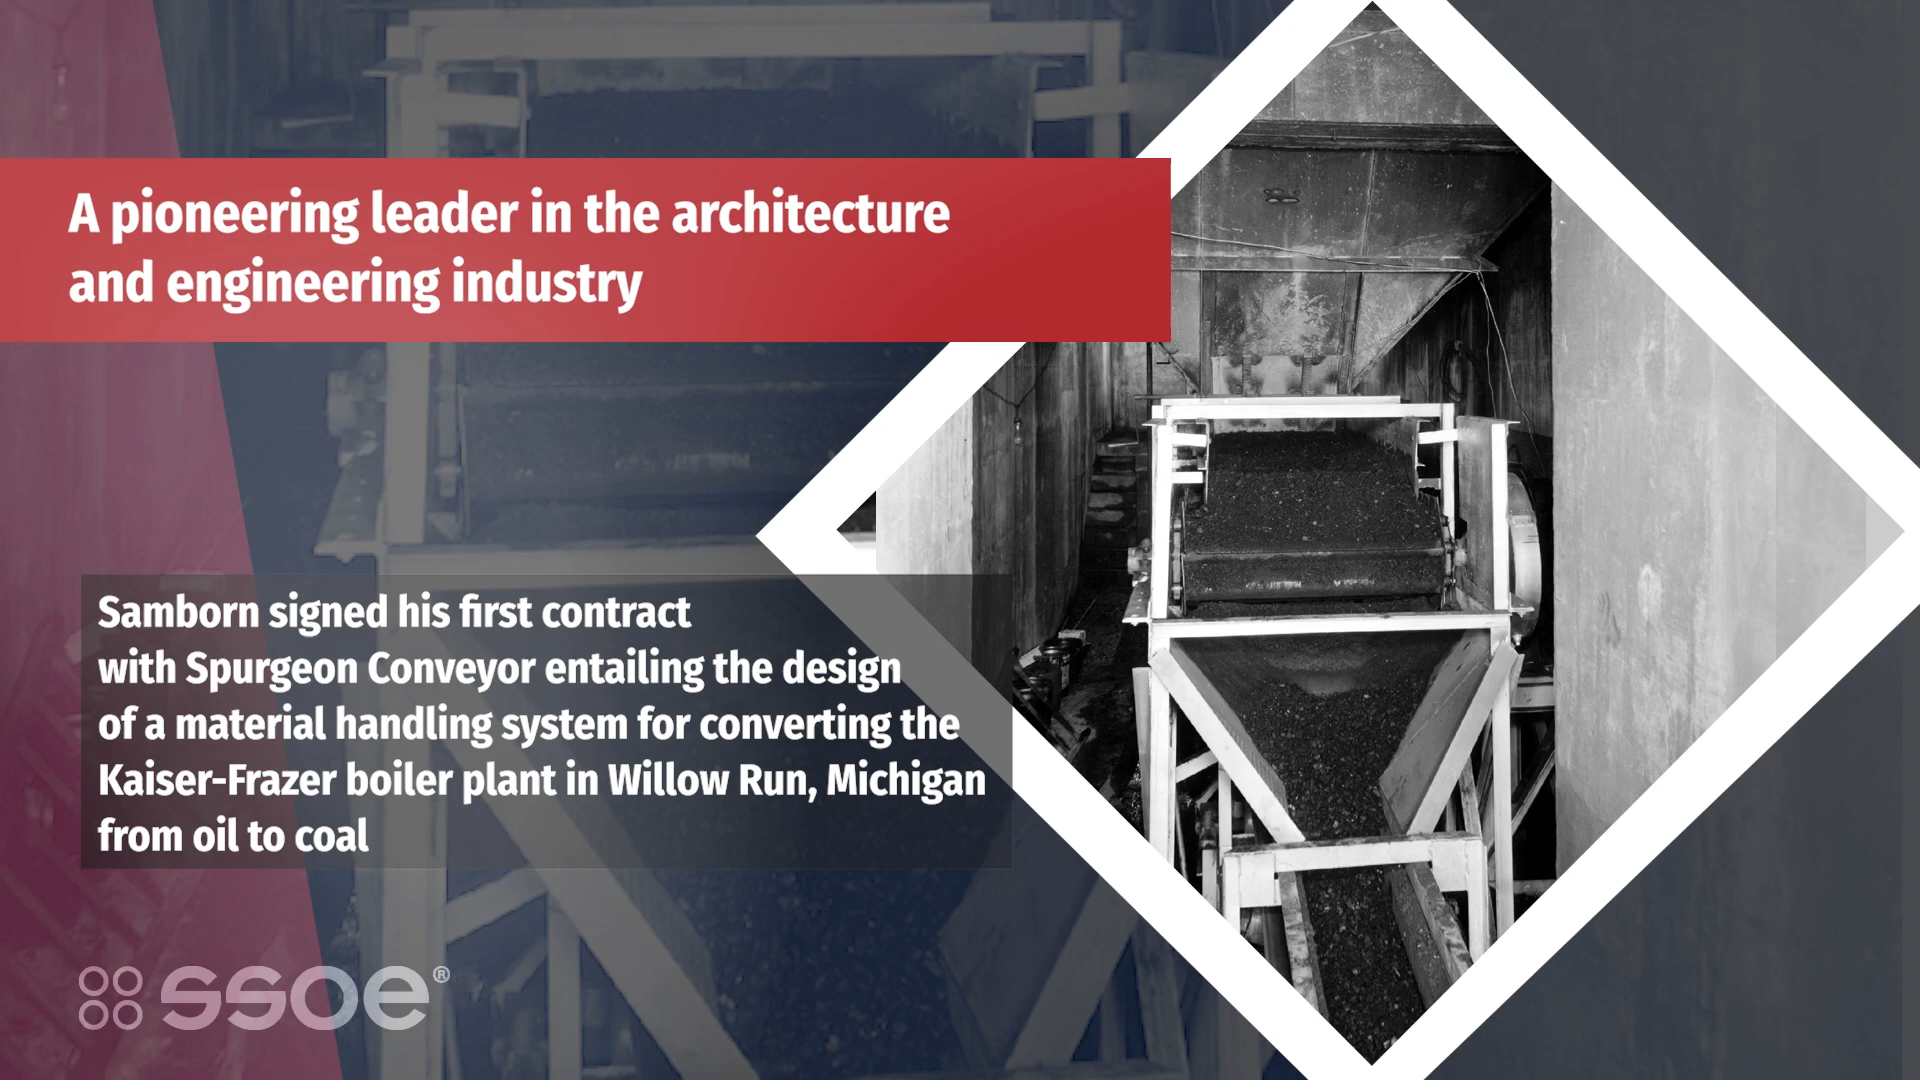 A pioneering leader in the architecture
and engineering industry
Samborn signed his first contract
with Spurgeon Conveyor entailing the design
of a material handling system for converting the
Kaiser-Frazer boiler plant in Willow Run, Michigan
from oil to coal
ssoe®